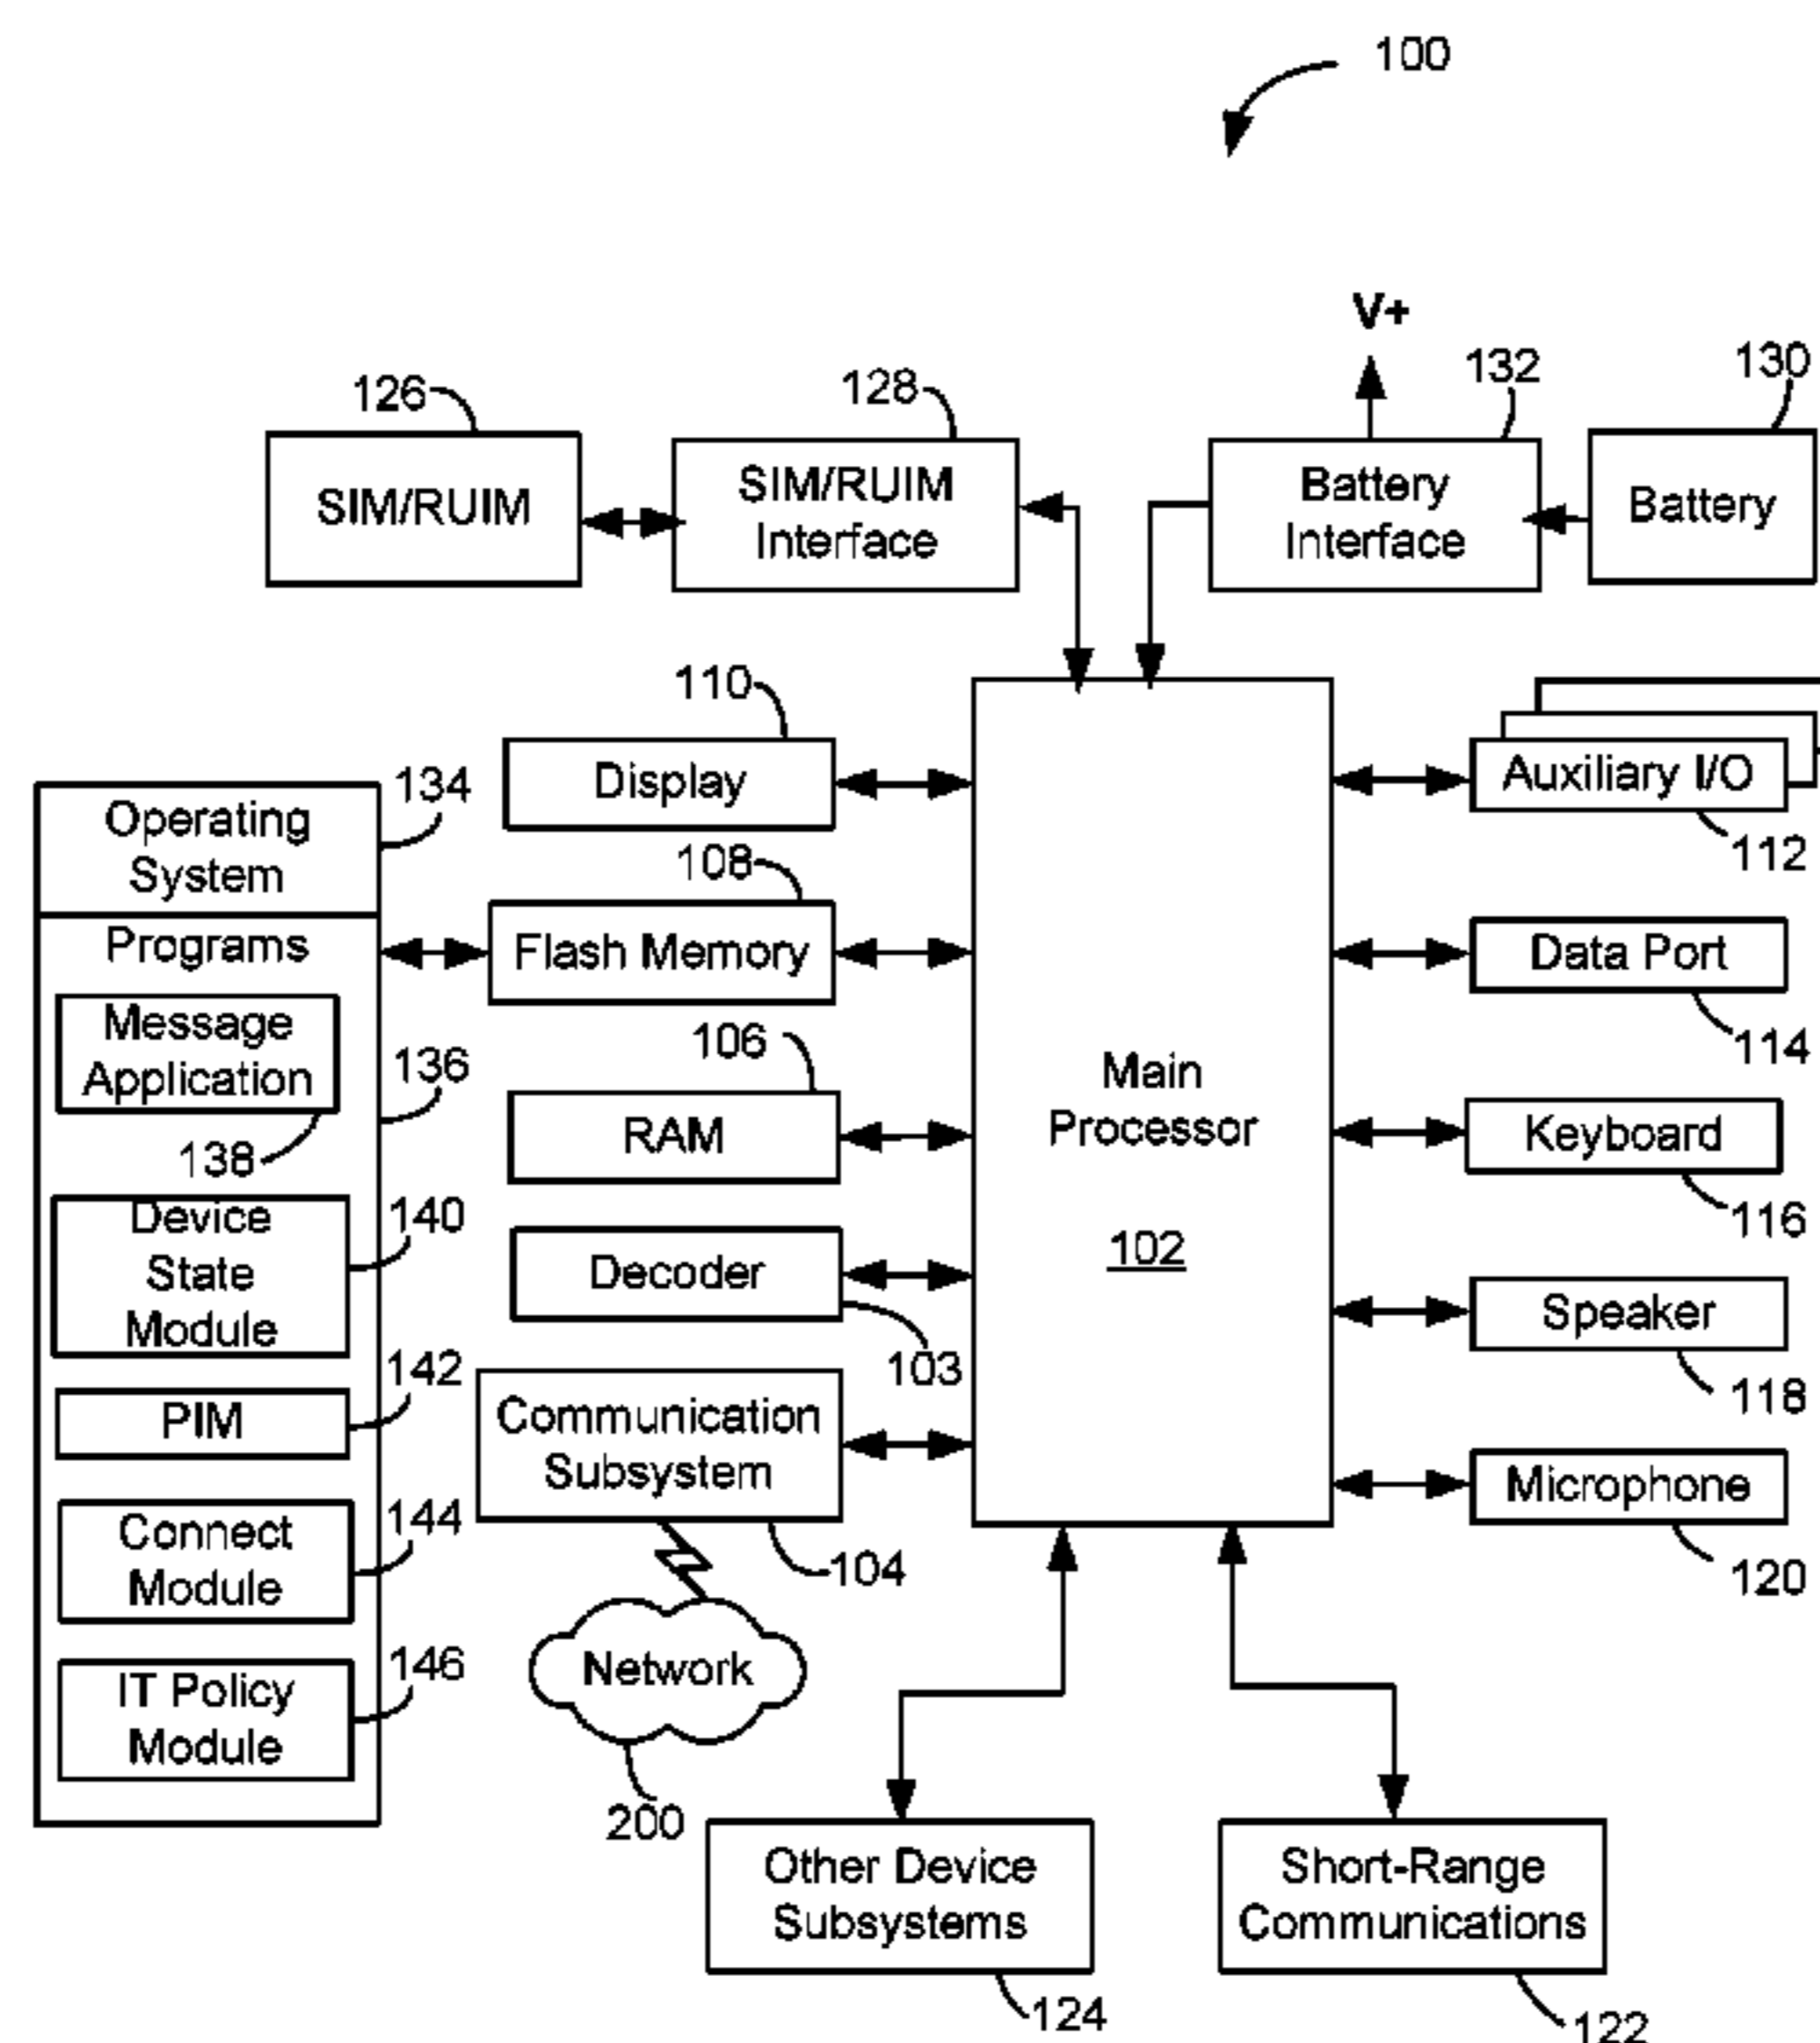 100
V+
126
128
132
130
SIM/RUIM
SIM/RUIM
Interface
Battery
Interface
Battery
110
Display
Auxiliary I/O
112
Operating
System
134
108
Programs
Flash Memory
Data Port
114
Message
Application
136
138
106
RAM
Main
Processor
102
Keyboard
116
Device
State
Module
140
Decoder
103
Speaker
118
PIM
142
Communication
Subsystem
104
Microphone
120
Connect
Module
144
IT Policy
Module
146
Network
200
Other Device
Subsystems
124
Short-Range
Communications
122